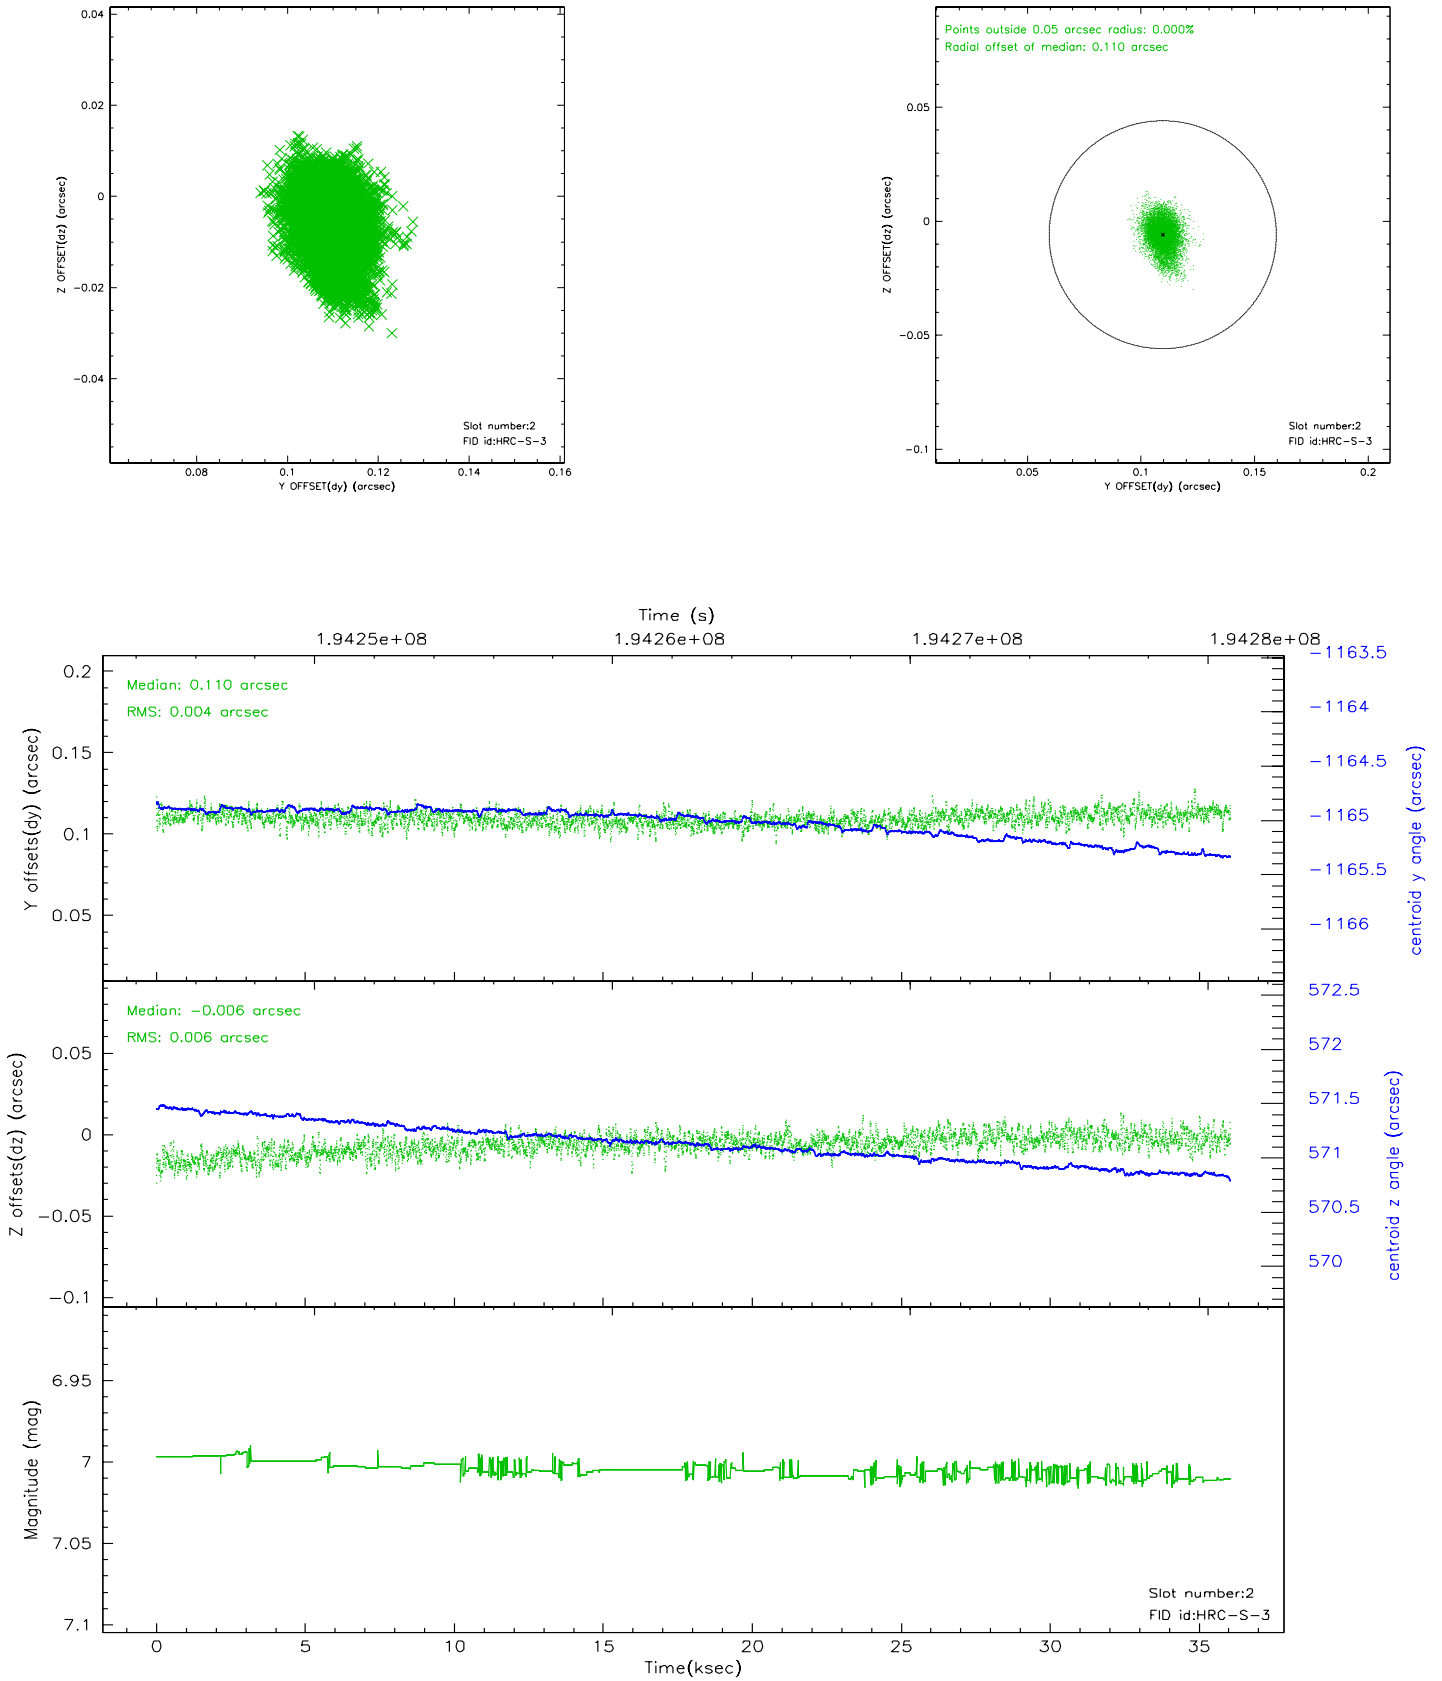 0.04
0.02
0
−0.02
−0.04
Z OFFSET(dz) (arcsec)
0.08
0.1
0.12
0.14
0.16
Y OFFSET(dy) (arcsec)
Slot number:2
FID id:HRC−S−3
Points outside 0.05 arcsec radius: 0.000%
Radial offset of median: 0.110 arcsec
0.05
0
−0.05
−0.1
Z OFFSET(dz) (arcsec)
0.05
0.1
0.15
0.2
Y OFFSET(dy) (arcsec)
Slot number:2
FID id:HRC−S−3
Time (s)
1.9425e+08
1.9426e+08
1.9427e+08
1.9428e+08
Median: 0.110 arcsec
RMS: 0.004 arcsec
0.2
0.15
0.1
0.05
Y offsets(dy) (arcsec)
−1163.5
−1164
−1164.5
−1165
−1165.5
−1166
centroid y angle (arcsec)
Median: −0.006 arcsec
RMS: 0.006 arcsec
0.05
0
−0.05
−0.1
Z offsets(dz) (arcsec)
572.5
572
571.5
571
570.5
570
centroid z angle (arcsec)
6.95
7
7.05
7.1
Magnitude (mag)
Slot number:2
FID id:HRC−S−3
0
5
10
15
20
25
30
35
Time(ksec)